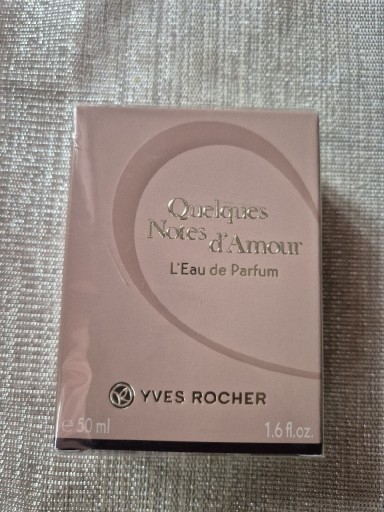 Quelques
Notes d'Amour
L'Eau de Parfum
YVES ROCHER
e 50 ml 1.6 fl.oz.